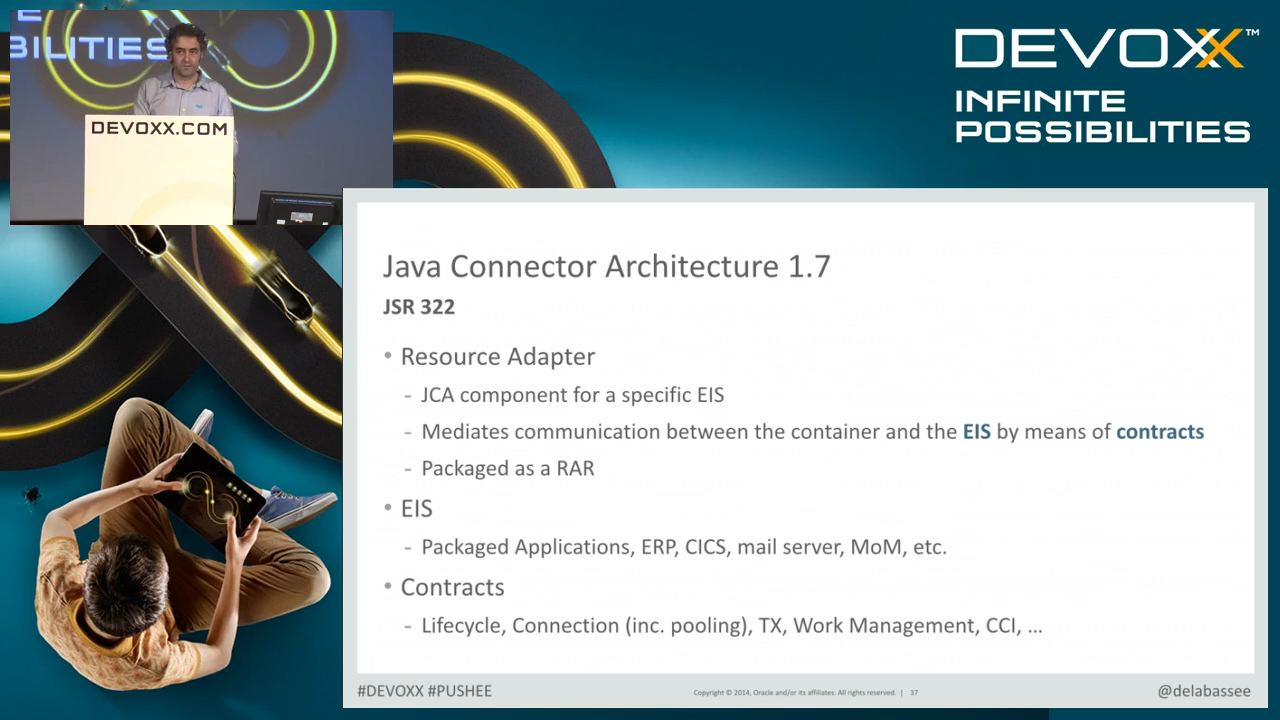 E
BILITIES
DEVOXX.COM
DEVOXX™
INFINITE
POSSIBILITIES
Java Connector Architecture 1.7
JSR 322
• Resource Adapter
- JCA component for a specific EIS
- Mediates communication between the container and the EIS by means of contracts
- Packaged as a RAR
• EIS
- Packaged Applications, ERP, CICS, mail server, MoM, etc.
• Contracts
- Lifecycle, Connection (inc. pooling), TX, Work Management, CCI, ...
#DEVOXX #PUSHEE
Copyright © 2014, Oracle and/or its affiliates. All rights reserved. | 37
@delabassee